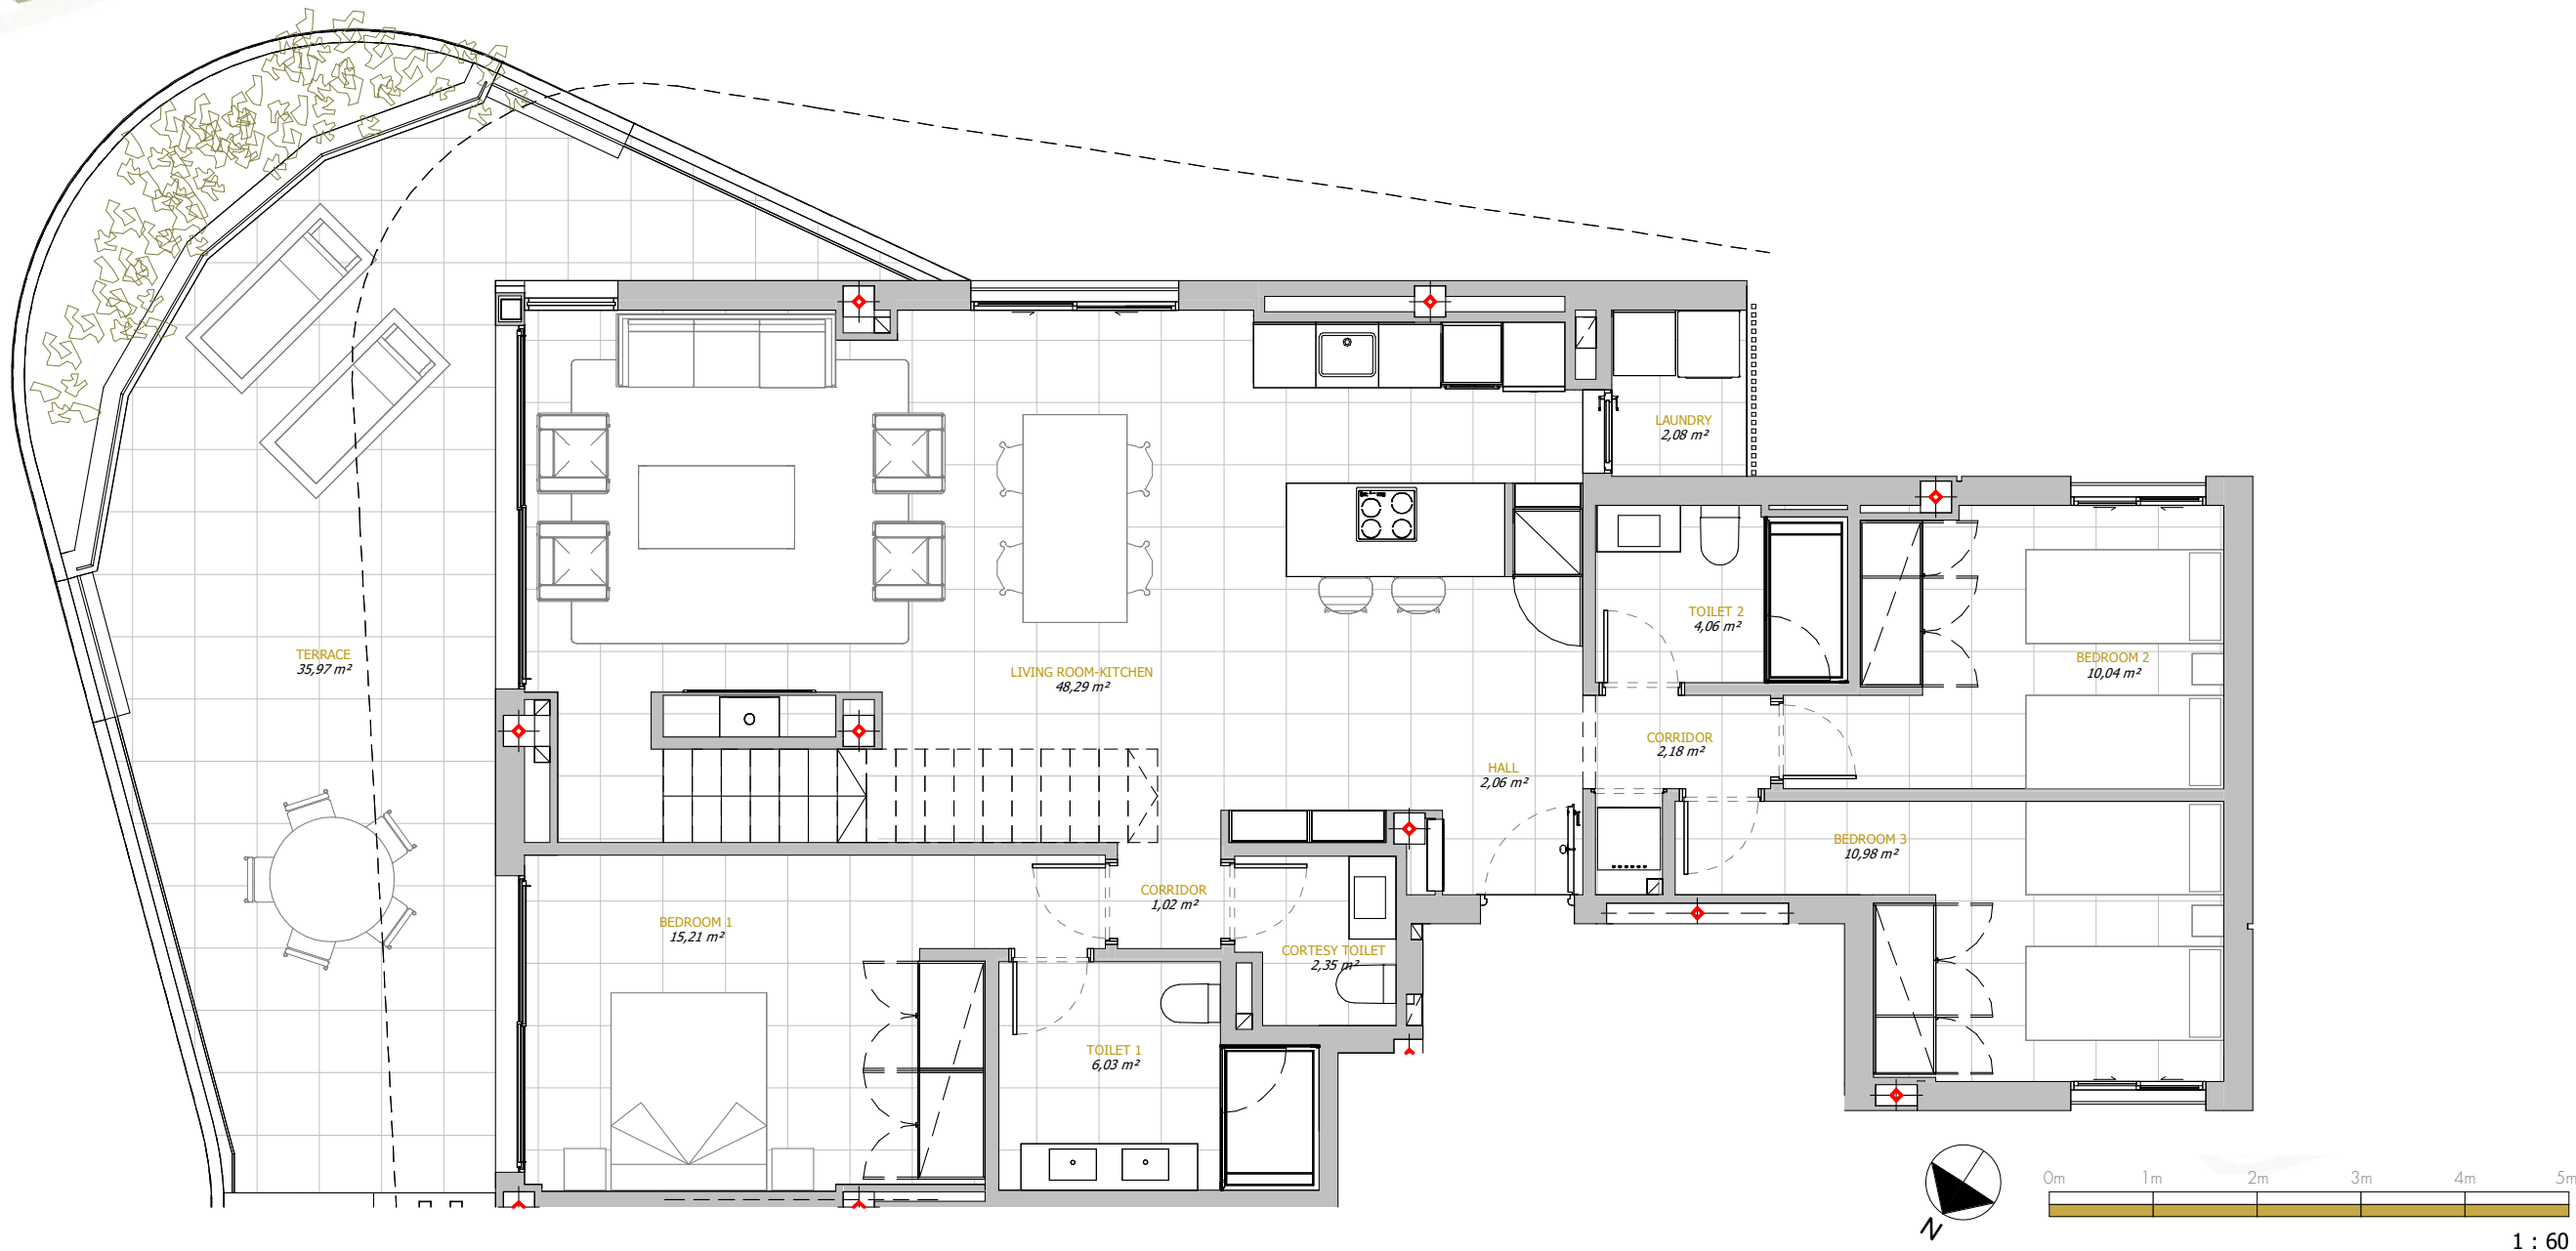 LAUNDRY
2,08 m²
TOILET 2
4,06 m²
TERRACE
35,97 m²
LIVING ROOM-KITCHEN
48,29 m²
BEDROOM 2
10,04 m²
CORRIDOR
2,18 m²
HALL
2,06 m²
BEDROOM 3
10,98 m²
CORRIDOR
1,02 m²
BEDROOM 1
15,21 m²
CORTESY TOILET
2,35 m²
TOILET 1
6,03 m²
N
0m 1m 2m 3m 4m 5m
1 : 60